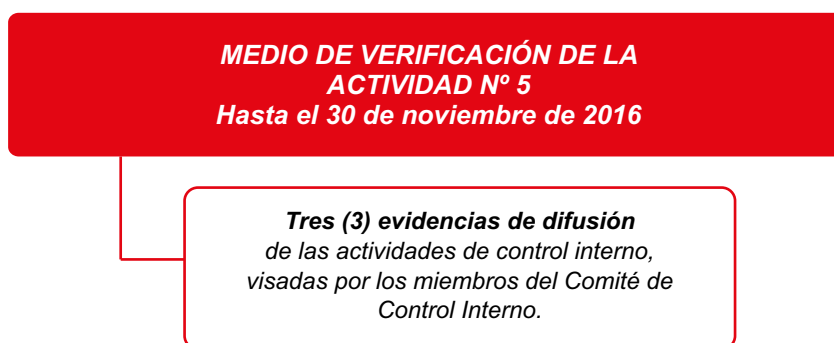 MEDIO DE VERIFICACIÓN DE LA
ACTIVIDAD Nº 5
Hasta el 30 de noviembre de 2016
Tres (3) evidencias de difusión
de las actividades de control interno,
visadas por los miembros del Comité de
Control Interno.